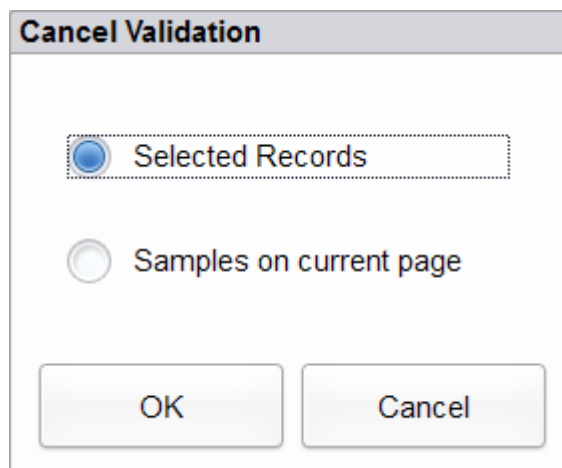 Cancel Validation
Selected Records
Samples on current page
OK
Cancel